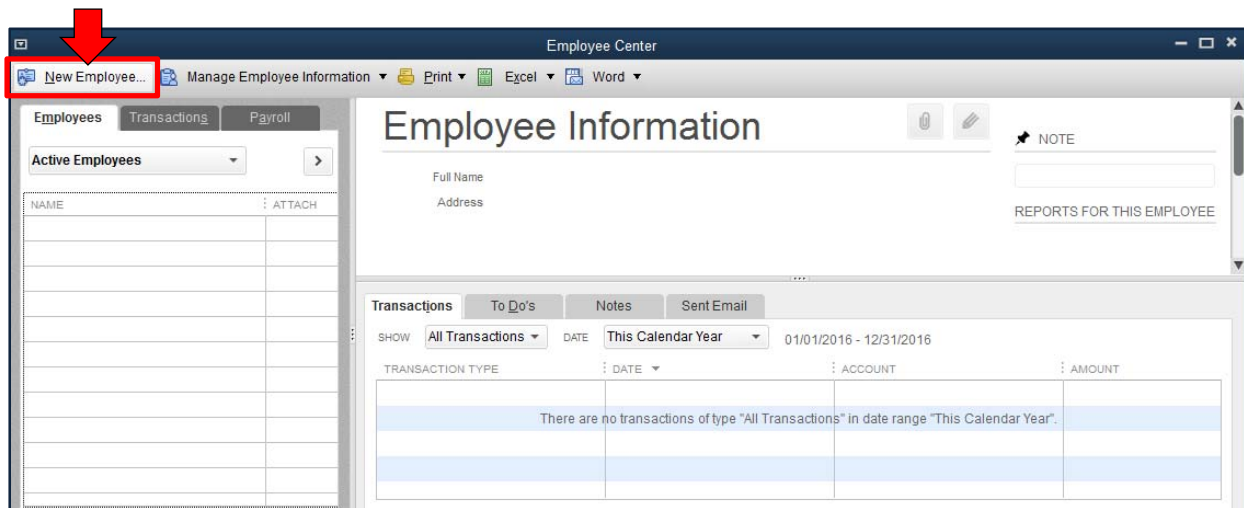 Employee Center
New Employee... Manage Employee Information Print Excel Word
Employees Transactions Payroll
Active Employees
NAME ATTACH
Employee Information
Full Name
Address
NOTE
REPORTS FOR THIS EMPLOYEE
Transactions To Do's Notes Sent Email
SHOW All Transactions DATE This Calendar Year 01/01/2016 - 12/31/2016
TRANSACTION TYPE DATE ACCOUNT AMOUNT
There are no transactions of type "All Transactions" in date range "This Calendar Year".